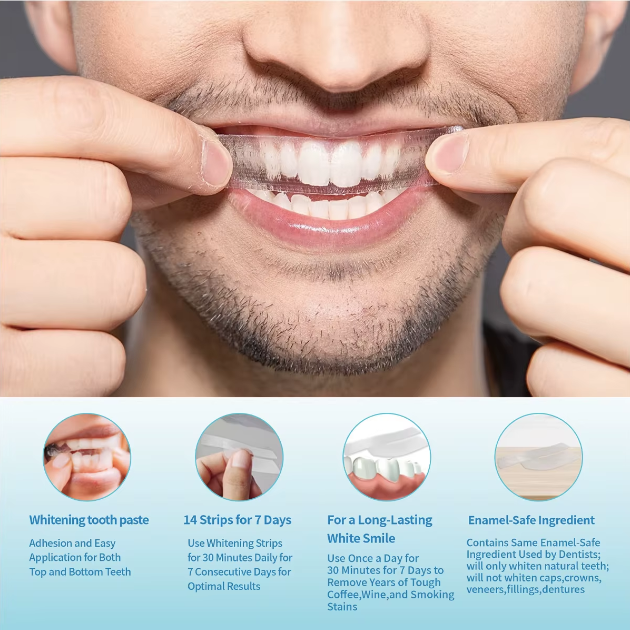 Whitening tooth paste
Adhesion and Easy
Application for Both
Top and Bottom Teeth
14 Strips for 7 Days
Use Whitening Strips
for 30 Minutes Daily for
7 Consecutive Days for
Optimal Results
For a Long-Lasting
White Smile
Use Once a Day for
30 Minutes for 7 Days to
Remove Years of Tough
Coffee,Wine,and Smoking
Stains
Enamel-Safe Ingredient
Contains Same Enamel-Safe
Ingredient Used by Dentists;
will only whiten natural teeth;
will not whiten caps,crowns,
veneers,fillings,dentures